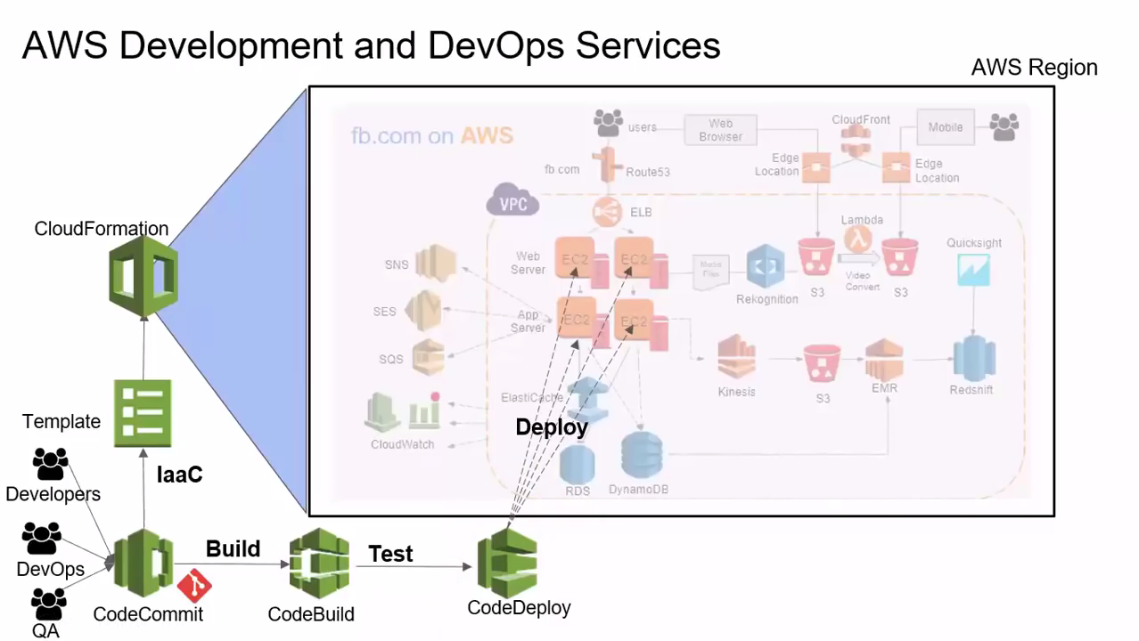 AWS Development and DevOps Services
AWS Region
fb.com on AWS
users
Web
Browser
CloudFront
Mobile
fb.com
Route53
Edge
Location
Edge
Location
VPC
ELB
CloudFormation
Lambda
Web
Server
EC2
EC2
Media
Files
Rekognition
S3
Video
Convert
S3
Quicksight
SNS
SES
SQS
App
Server
EC2
EC2
Kinesis
S3
EMR
Redshift
ElastiCache
CloudWatch
Deploy
RDS
DynamoDB
Template
IaaC
Developers
DevOps
QA
CodeCommit
Build
CodeBuild
Test
CodeDeploy